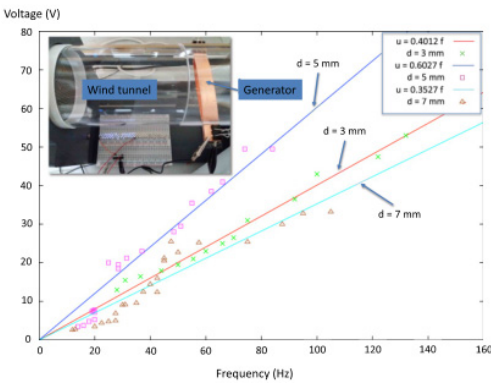 Voltage (V)
80
70
60
50
40
30
20
10
0
0
20
40
60
80
100
120
140
160
Frequency (Hz)
Wind tunnel
Generator
d = 5 mm
d = 3 mm
d = 7 mm
u = 0.4012 f
d = 3 mm
u = 0.6027 f
d = 5 mm
u = 0.3527 f
d = 7 mm